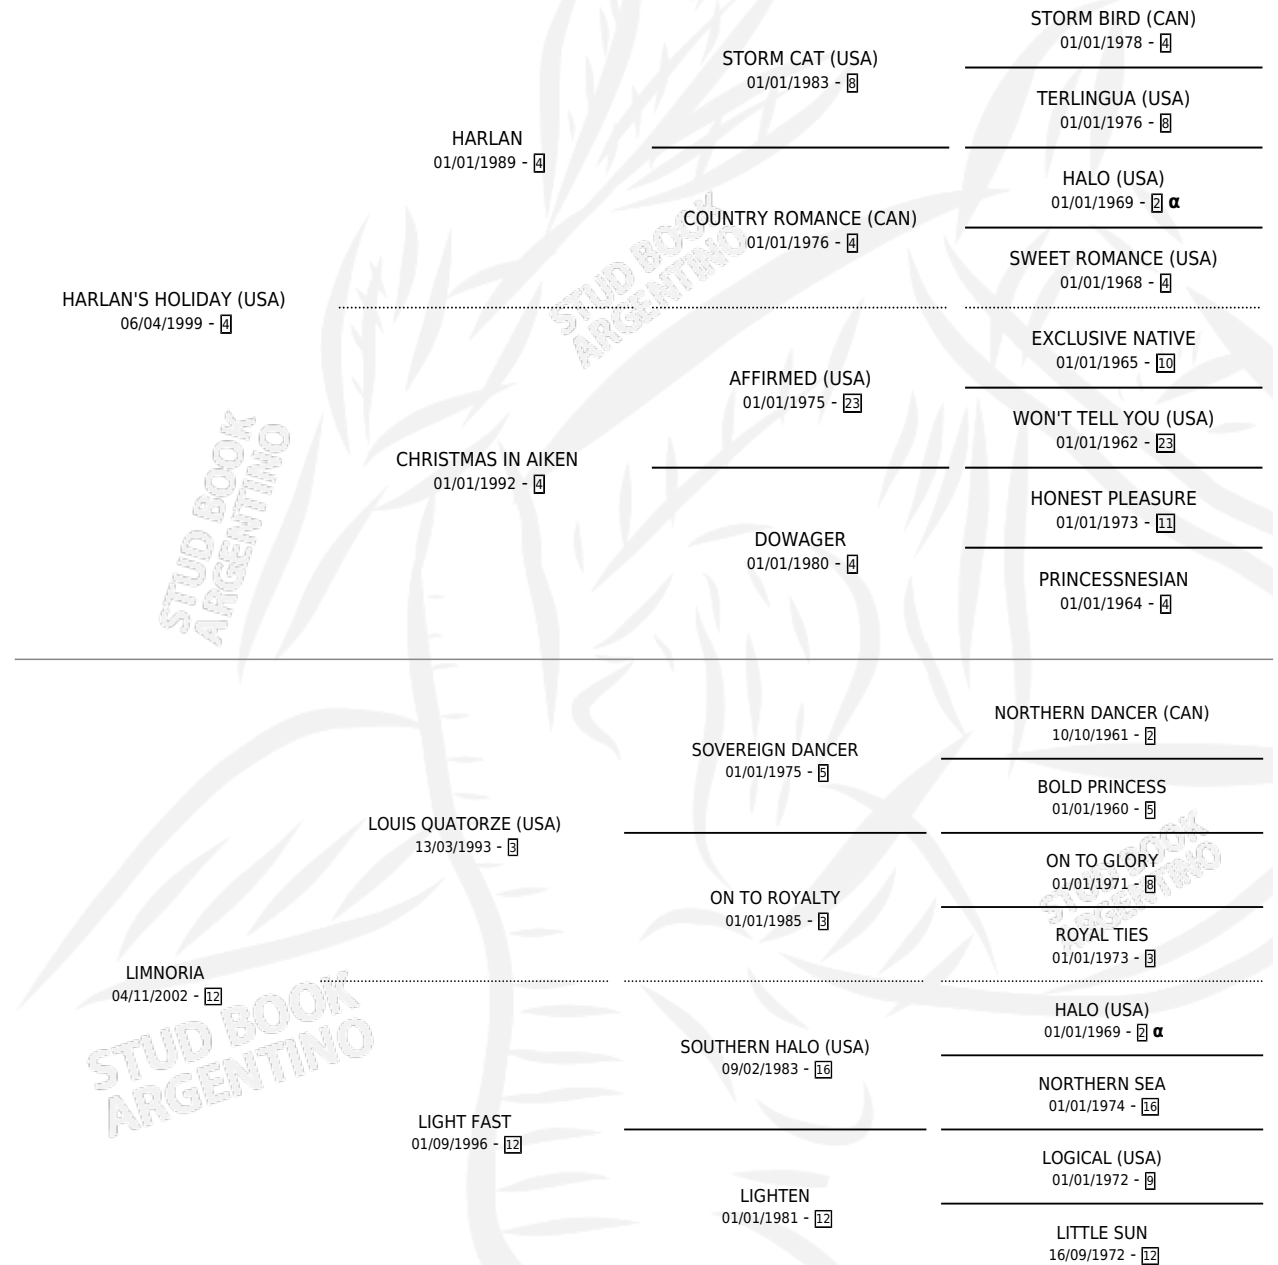 STORM BIRD (CAN)
01/01/1978 - 4
STORM CAT (USA)
01/01/1983 - 8
TERLINGUA (USA)
01/01/1976 - 8
HARLAN
01/01/1989 - 4
HALO (USA)
01/01/1969 - 2 α
COUNTRY ROMANCE (CAN)
01/01/1976 - 4
SWEET ROMANCE (USA)
01/01/1968 - 4
HARLAN'S HOLIDAY (USA)
06/04/1999 - 4
EXCLUSIVE NATIVE
01/01/1965 - 10
AFFIRMED (USA)
01/01/1975 - 23
WON'T TELL YOU (USA)
01/01/1962 - 23
CHRISTMAS IN AIKEN
01/01/1992 - 4
HONEST PLEASURE
01/01/1973 - 11
DOWAGER
01/01/1980 - 4
PRINCESSNESIAN
01/01/1964 - 4
NORTHERN DANCER (CAN)
10/10/1961 - 2
SOVEREIGN DANCER
01/01/1975 - 5
BOLD PRINCESS
01/01/1960 - 5
LOUIS QUATORZE (USA)
13/03/1993 - 3
ON TO GLORY
01/01/1971 - 8
ON TO ROYALTY
01/01/1985 - 3
ROYAL TIES
01/01/1973 - 3
LIMNORIA
04/11/2002 - 12
HALO (USA)
01/01/1969 - 2 α
SOUTHERN HALO (USA)
09/02/1983 - 16
NORTHERN SEA
01/01/1974 - 16
LIGHT FAST
01/09/1996 - 12
LOGICAL (USA)
01/01/1972 - 9
LIGHTEN
01/01/1981 - 12
LITTLE SUN
16/09/1972 - 12
STUD BOOK
ARGENTINO
STUD BOOK
ARGENTINO
STUD BOOK
ARGENTINO
STUD BOOK
ARGENTINO